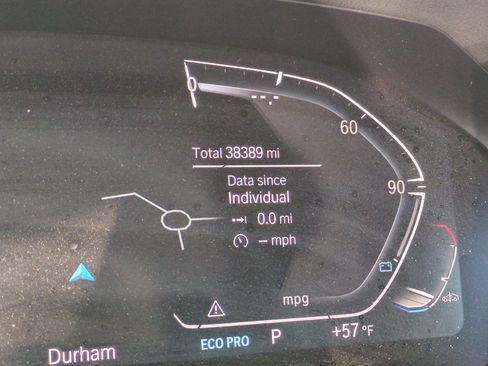 0
--.-
60
Total 38389 mi
Data since
Individual
90
0.0 mi
-- mph
mpg
ECO PRO P +57 °F
Durham